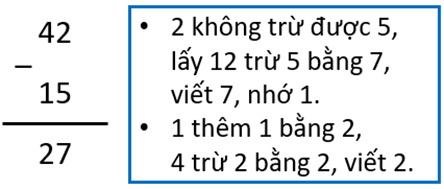 42
−
15
27
• 2 không trừ được 5,
lấy 12 trừ 5 bằng 7,
viết 7, nhớ 1.
• 1 thêm 1 bằng 2,
4 trừ 2 bằng 2, viết 2.